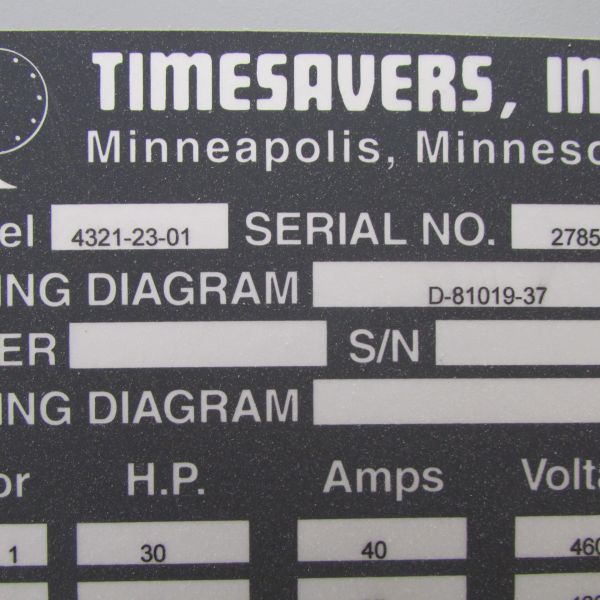 TIMESAVERS, IN
Minneapolis, Minneso
el 4321-23-01 SERIAL NO. 2785
ING DIAGRAM D-81019-37
ER S/N
ING DIAGRAM
or H.P. Amps Volta
1 30 40 460